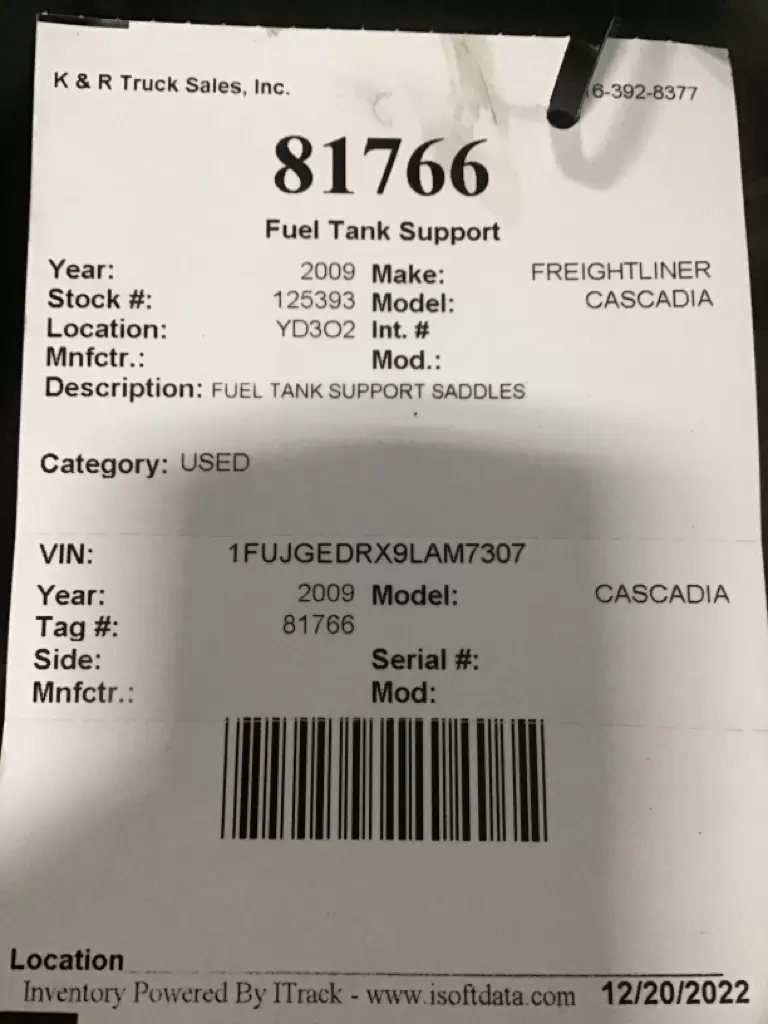 K & R Truck Sales, Inc. 6-392-8377
81766
Fuel Tank Support
Year: 2009 Make: FREIGHTLINER
Stock #: 125393 Model: CASCADIA
Location: YD3O2 Int. #
Mnfctr.: Mod.:
Description: FUEL TANK SUPPORT SADDLES
Category: USED
VIN: 1FUJGEDRX9LAM7307
Year: 2009 Model: CASCADIA
Tag #: 81766
Side: Serial #:
Mnfctr.: Mod:
Location
Inventory Powered By ITrack - www.isoftdata.com 12/20/2022